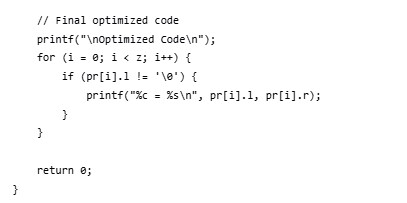 // Final optimized code
printf("\nOptimized Code\n");
for (i = 0; i < z; i++) {
if (pr[i].l != '\0') {
printf("%c = %s\n", pr[i].l, pr[i].r);
}
}
return 0;
}